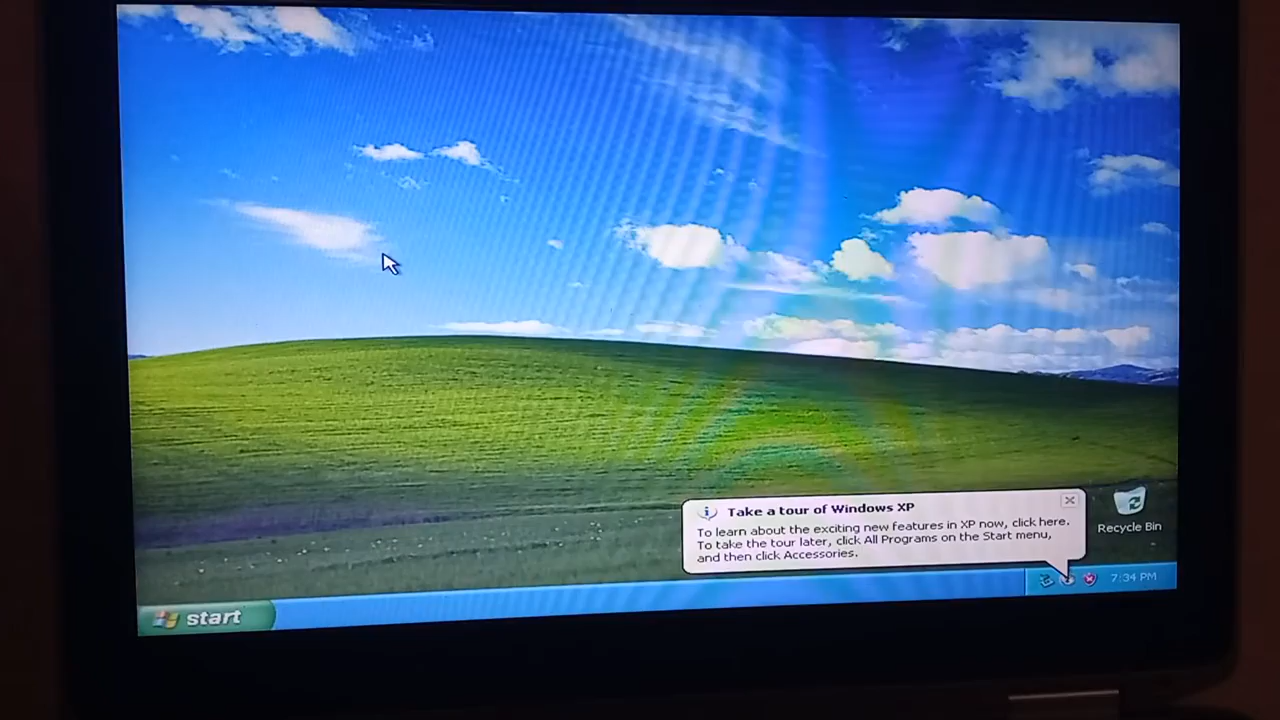 Take a tour of Windows XP
To learn about the exciting new features in XP now, click here.
To take the tour later, click All Programs on the Start menu,
and then click Accessories.
Recycle Bin
start
7:34 PM